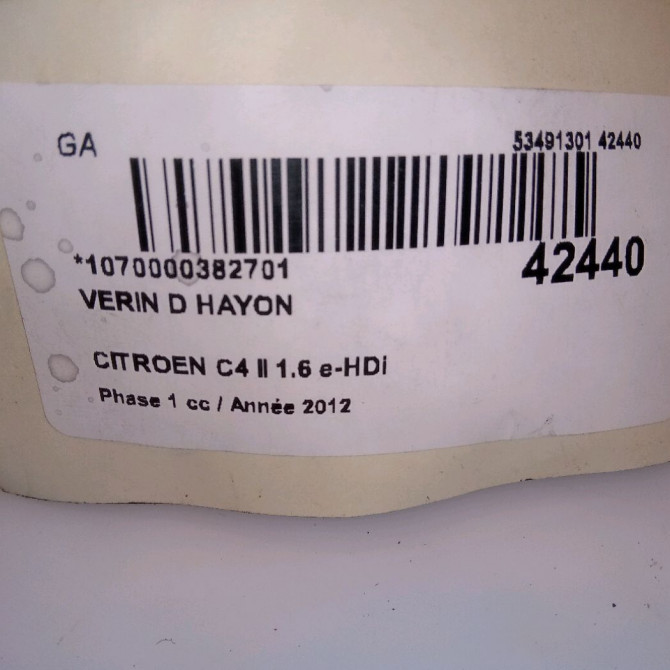 GA
53491301 42440
*1070000382701
42440
VERIN D HAYON
CITROEN C4 II 1.6 e-HDi
Phase 1 cc / Année 2012